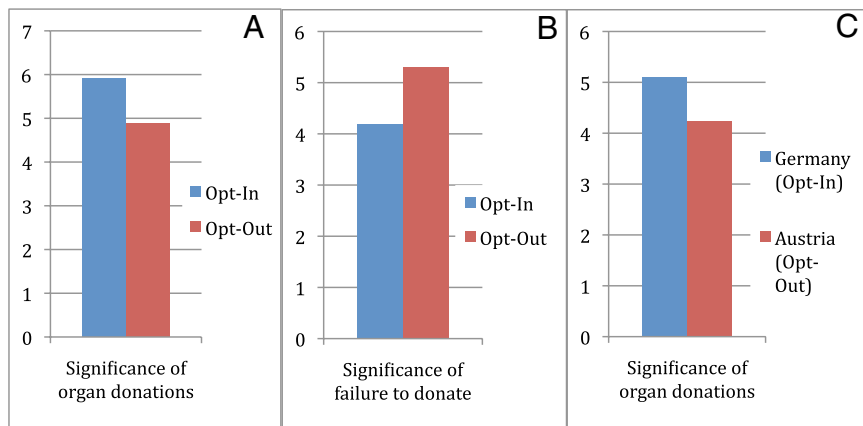 A
7
6
5
4
3
2
1
0
Opt-In
Opt-Out
Significance of
organ donations
B
6
5
4
3
2
1
0
Opt-In
Opt-Out
Significance of
failure to donate
C
6
5
4
3
2
1
0
Germany
(Opt-In)
Austria
(Opt-
Out)
Significance of
organ donations